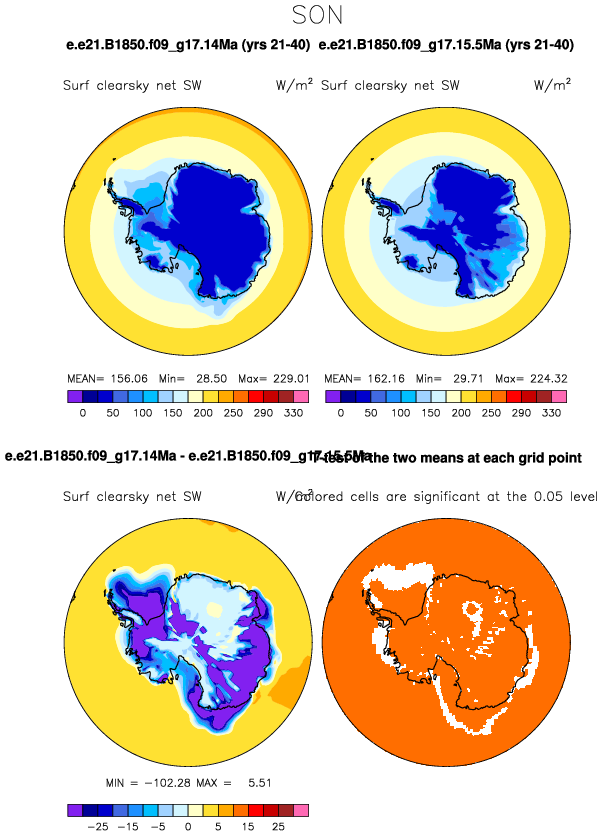 SON
e.e21.B1850.f09_g17.14Ma (yrs 21-40) e.e21.B1850.f09_g17.15.5Ma (yrs 21-40)
Surf clearsky net SW W/m² Surf clearsky net SW W/m²
MEAN= 156.06 Min= 28.50 Max= 229.01 MEAN= 162.16 Min= 29.71 Max= 224.32
0 50 100 150 200 250 290 330 0 50 100 150 200 250 290 330
e.e21.B1850.f09_g17.14Ma - e.e21.B1850.f09_g17.15.5Ma T-test of the two means at each grid point
Surf clearsky net SW W/m² Colored cells are significant at the 0.05 level
MIN = -102.28 MAX = 5.51
-25 -15 -5 0 5 15 25